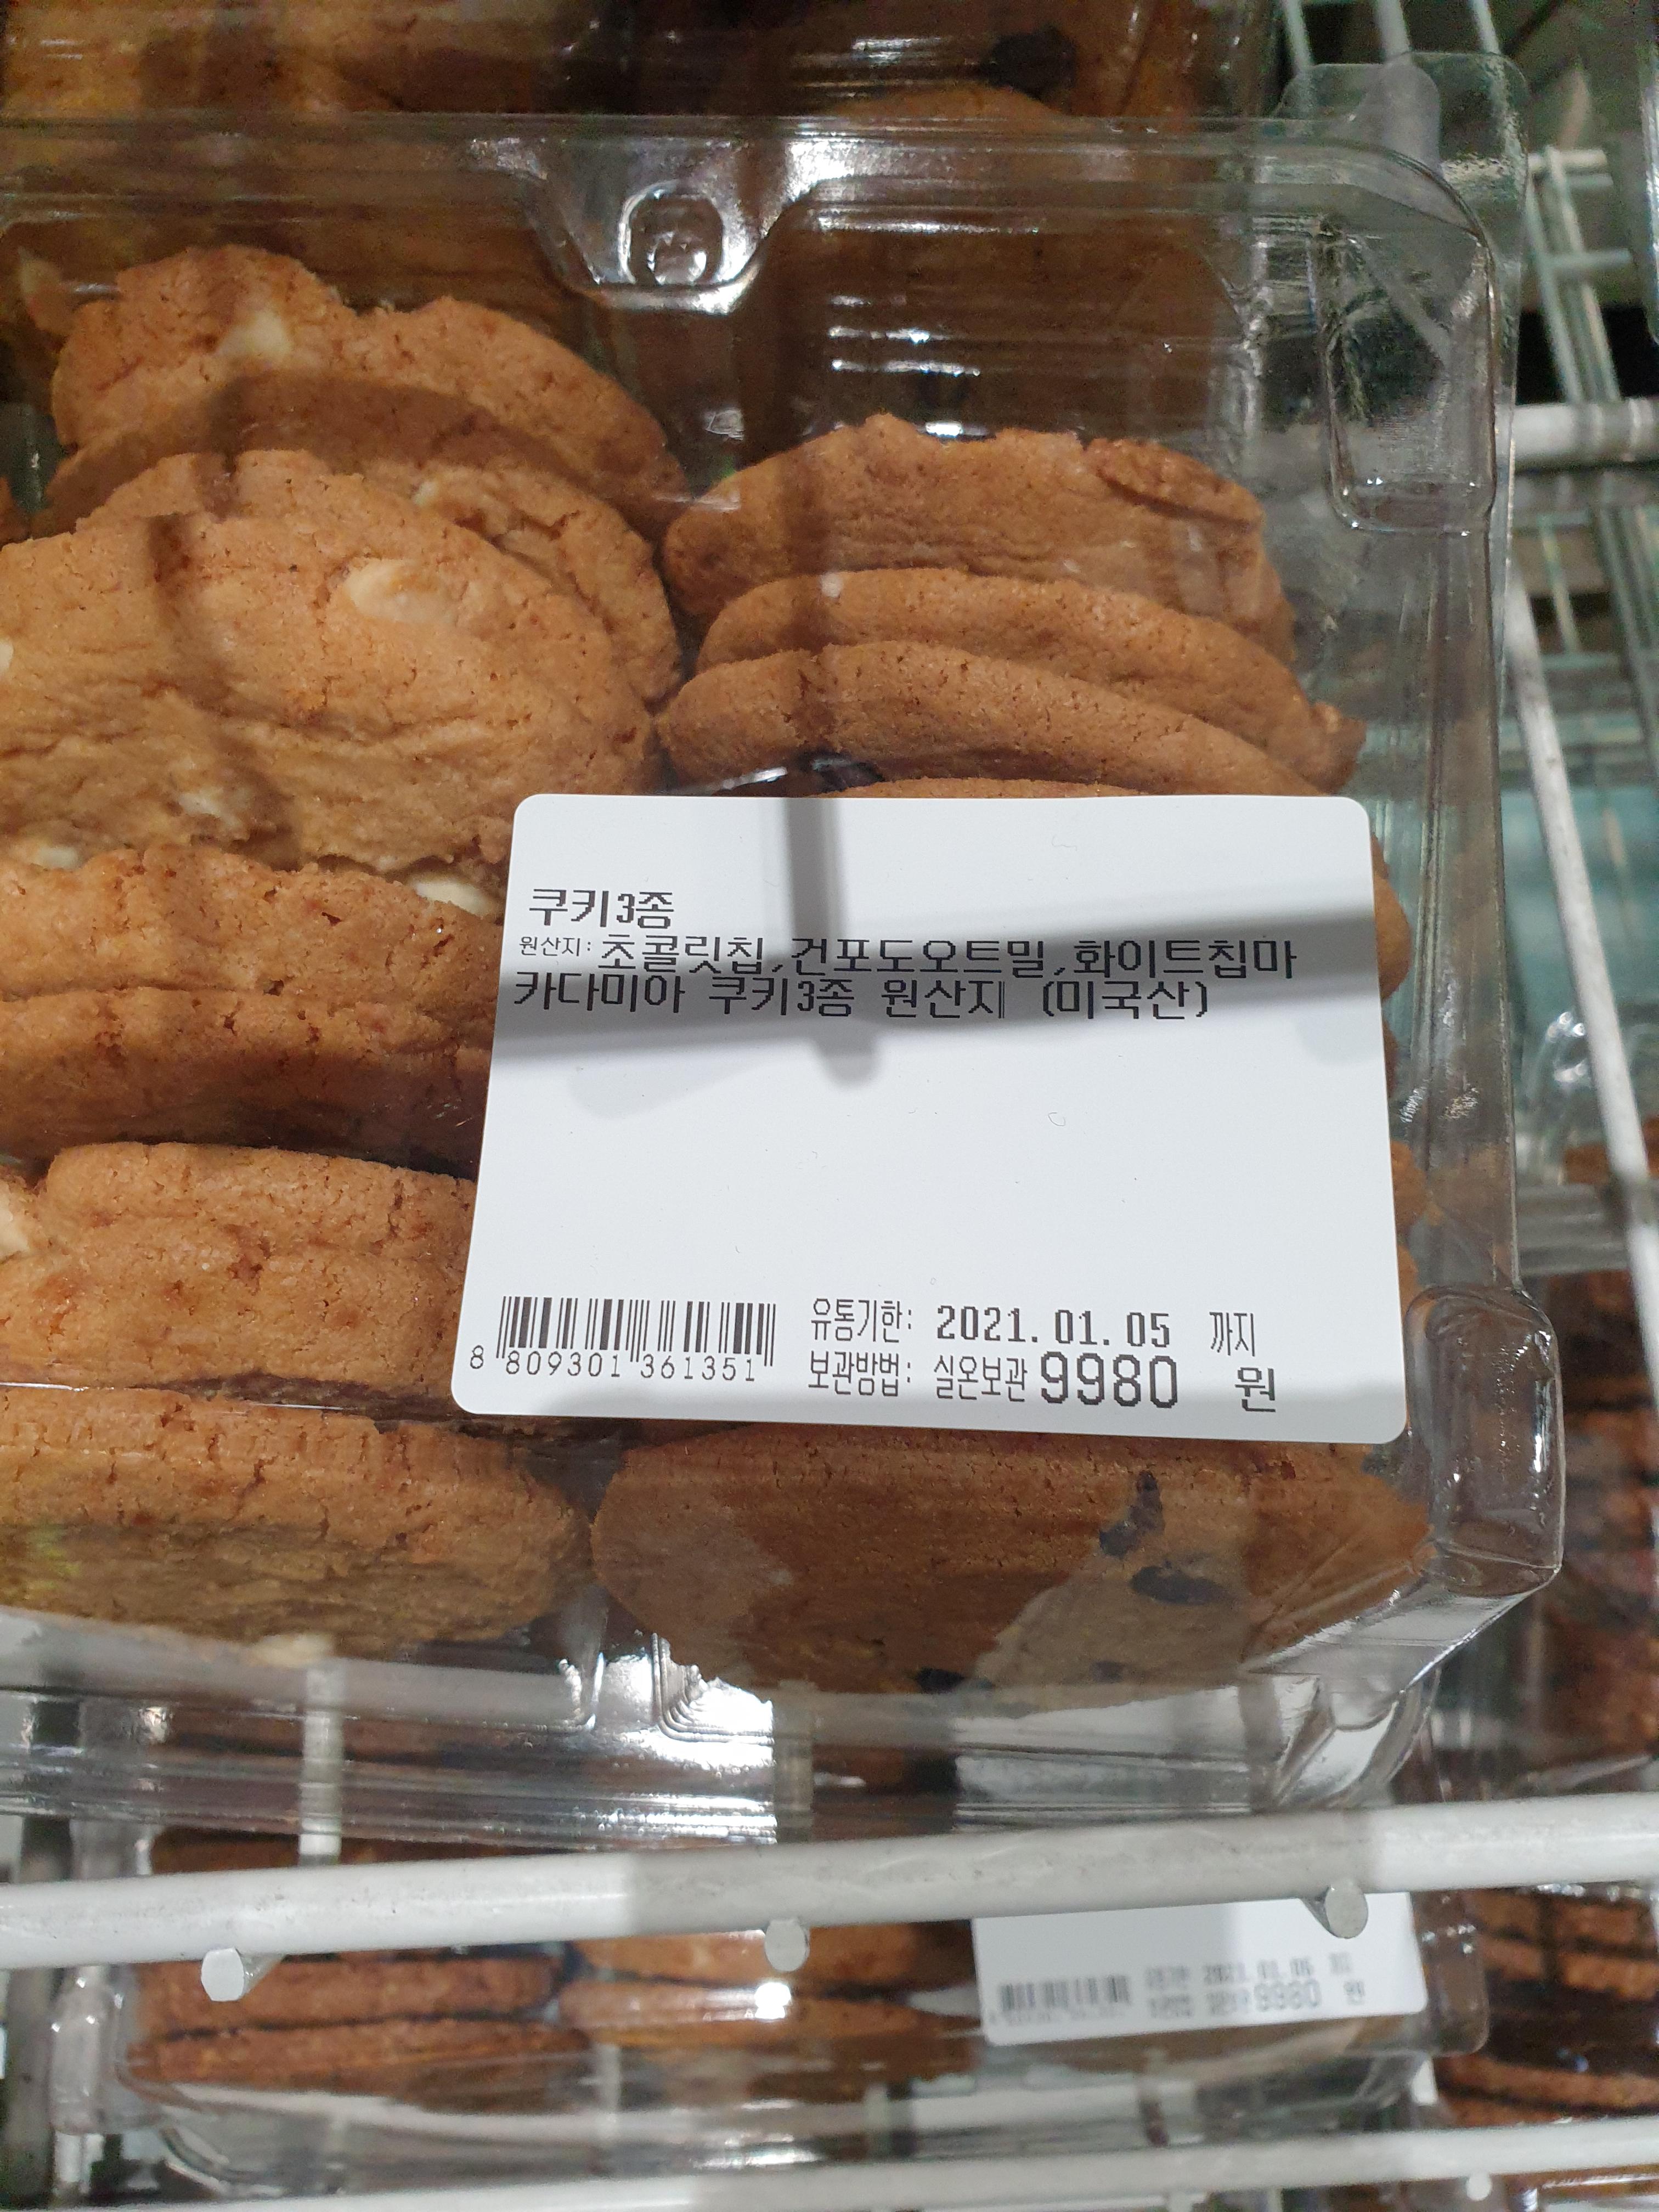 쿠키3종
원산지: 초콜릿칩,건포도오트밀,화이트칩마
카다미아 쿠키3종 원산지 (미국산)
유통기한: 2021.01.05 까지
보관방법: 실온보관 9980 원
8 809301 361351
9980 원